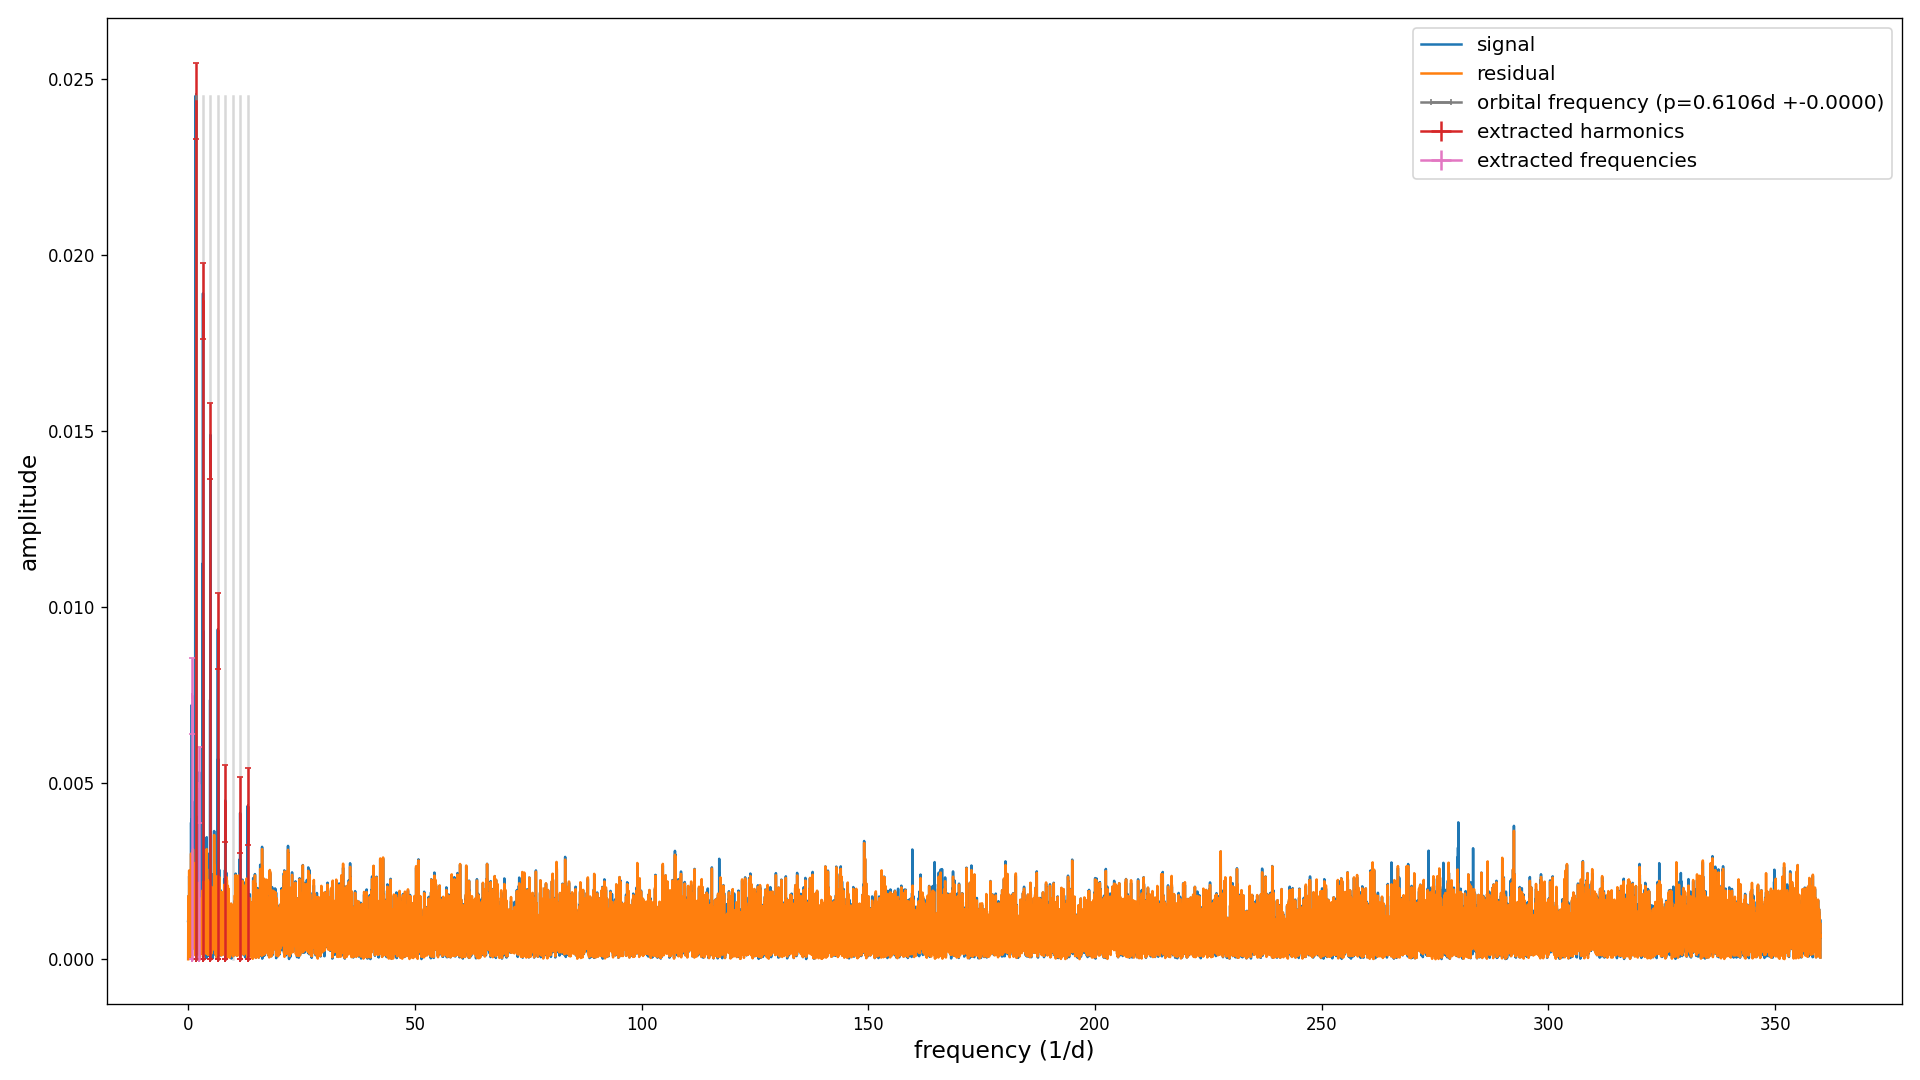 signal
residual
orbital frequency (p=0.6106d +-0.0000)
extracted harmonics
extracted frequencies
0.025
0.020
0.015
0.010
0.005
0.000
amplitude
0 50 100 150 200 250 300 350
frequency (1/d)